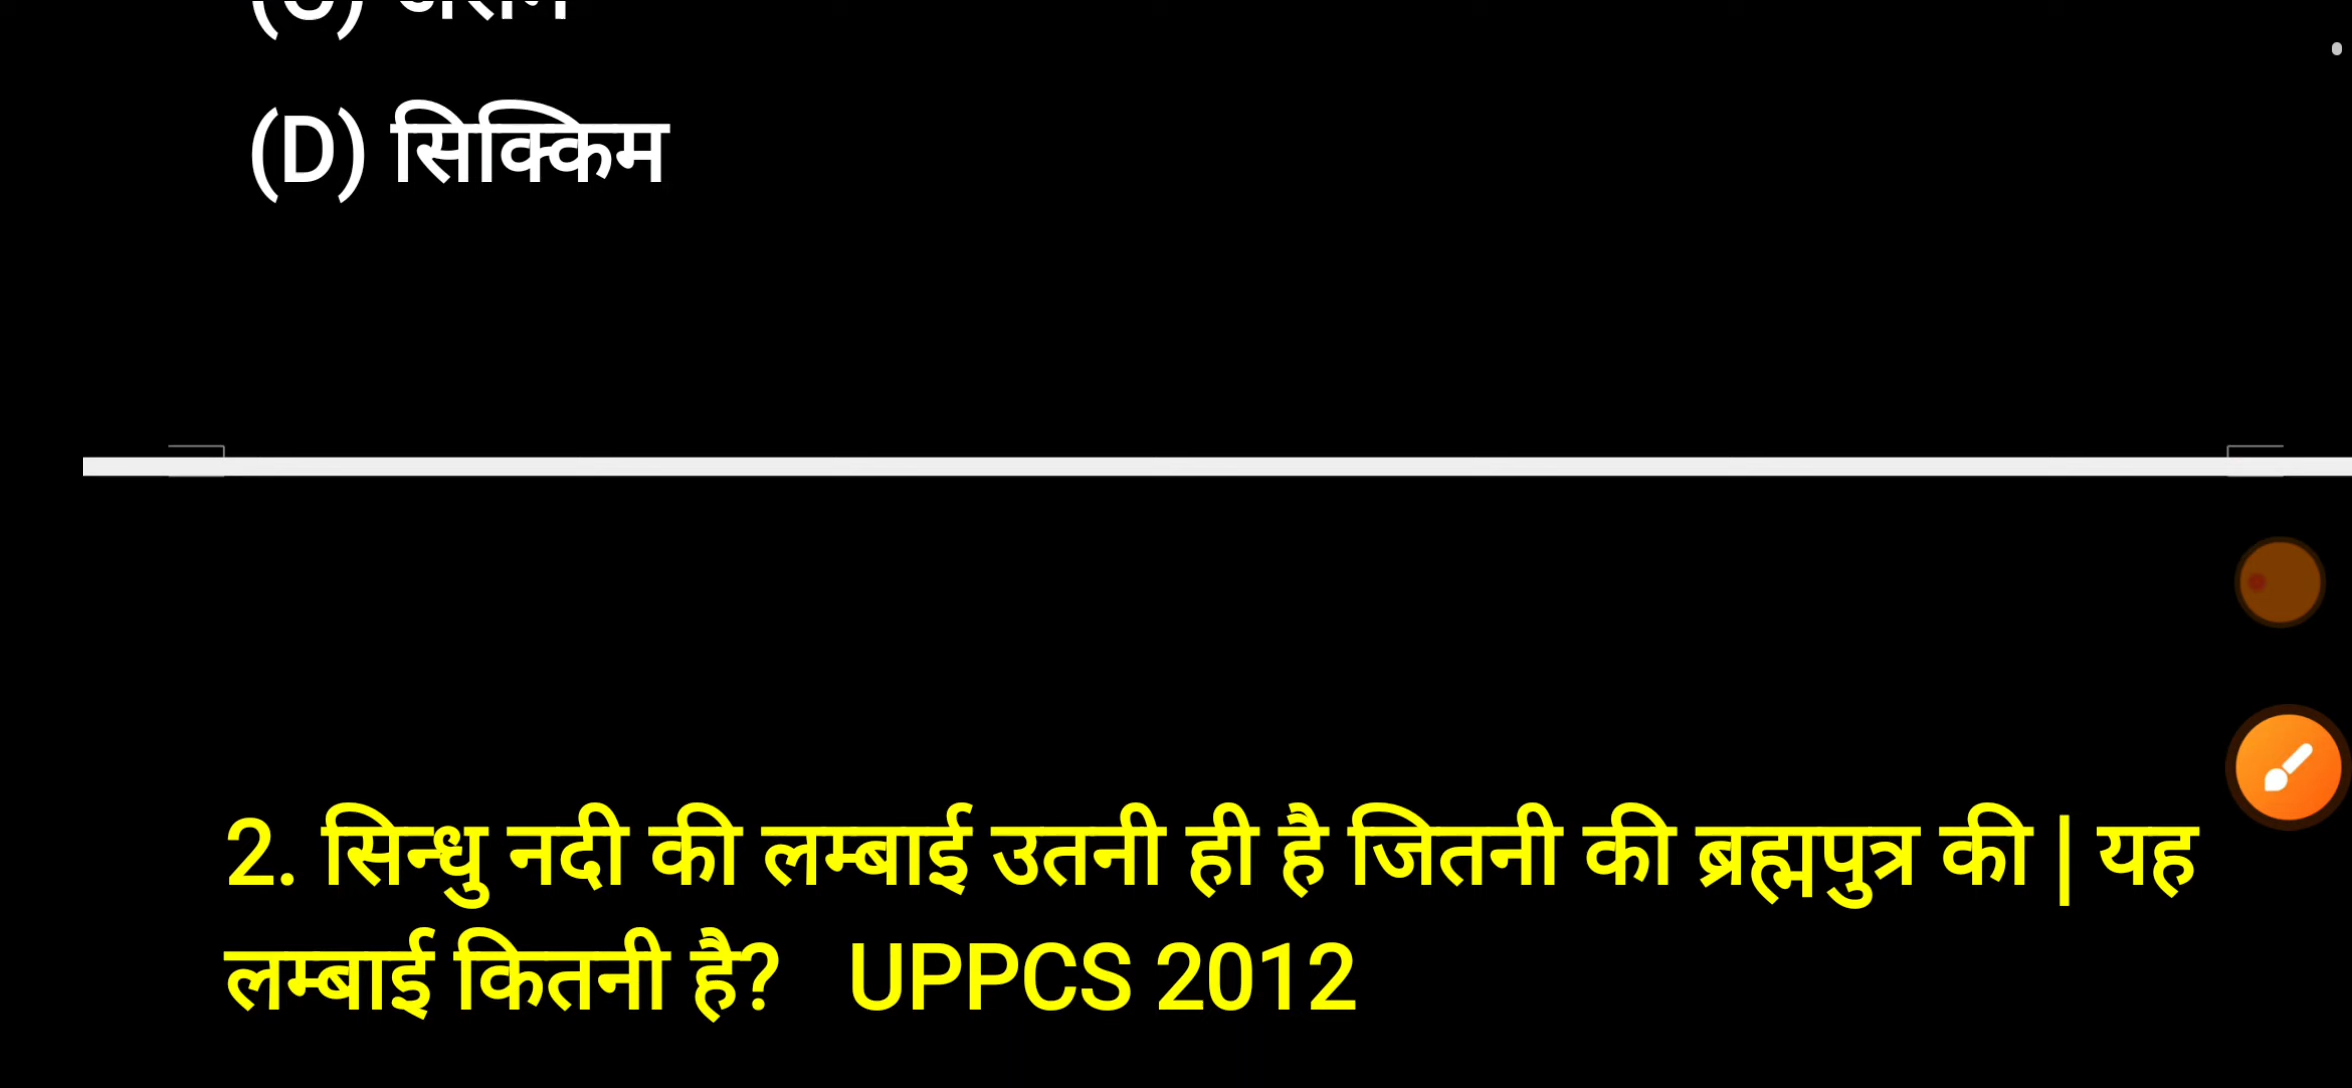 (D) सिक्किम
2. सिन्धु नदी की लम्बाई उतनी ही है जितनी की ब्रह्मपुत्र की | यह
लम्बाई कितनी है? UPPCS 2012